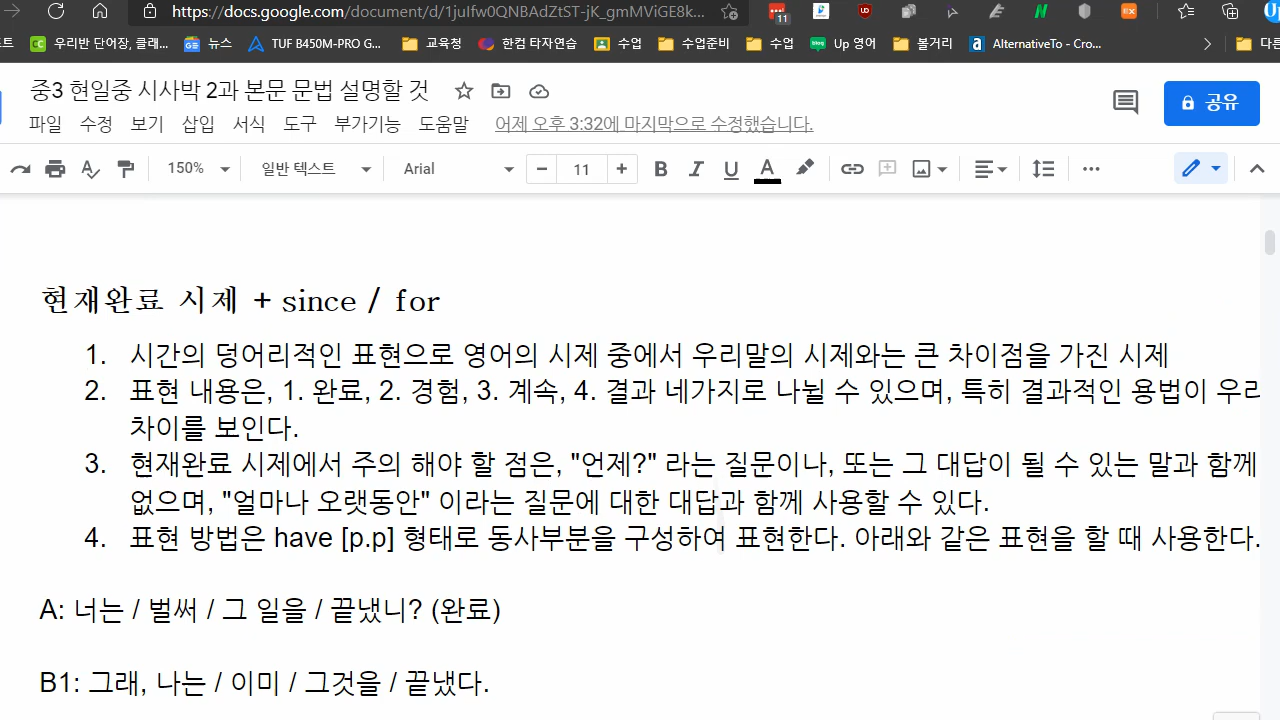 https://docs.google.com/document/d/1juIfw0QNBAdZtST-jK_gmMViGE8k...
11
우리반 단어장, 클래...
뉴스
TUF B450M-PRO G...
교육청
한컴 타자연습
수업
수업준비
수업
Up 영어
볼거리
AlternativeTo - Cro...
중3 현일중 시사박 2과 본문 문법 설명할 것
공유
파일 수정 보기 삽입 서식 도구 부가기능 도움말 어제 오후 3:32에 마지막으로 수정했습니다.
150% 일반 텍스트 Arial 11 B I U A
현재완료 시제 + since / for
1. 시간의 덩어리적인 표현으로 영어의 시제 중에서 우리말의 시제와는 큰 차이점을 가진 시제
2. 표현 내용은, 1. 완료, 2. 경험, 3. 계속, 4. 결과 네가지로 나뉠 수 있으며, 특히 결과적인 용법이 우리
차이를 보인다.
3. 현재완료 시제에서 주의 해야 할 점은, "언제?" 라는 질문이나, 또는 그 대답이 될 수 있는 말과 함께
없으며, "얼마나 오랫동안" 이라는 질문에 대한 대답과 함께 사용할 수 있다.
4. 표현 방법은 have [p.p] 형태로 동사부분을 구성하여 표현한다. 아래와 같은 표현을 할 때 사용한다.
A: 너는 / 벌써 / 그 일을 / 끝냈니? (완료)
B1: 그래, 나는 / 이미 / 그것을 / 끝냈다.